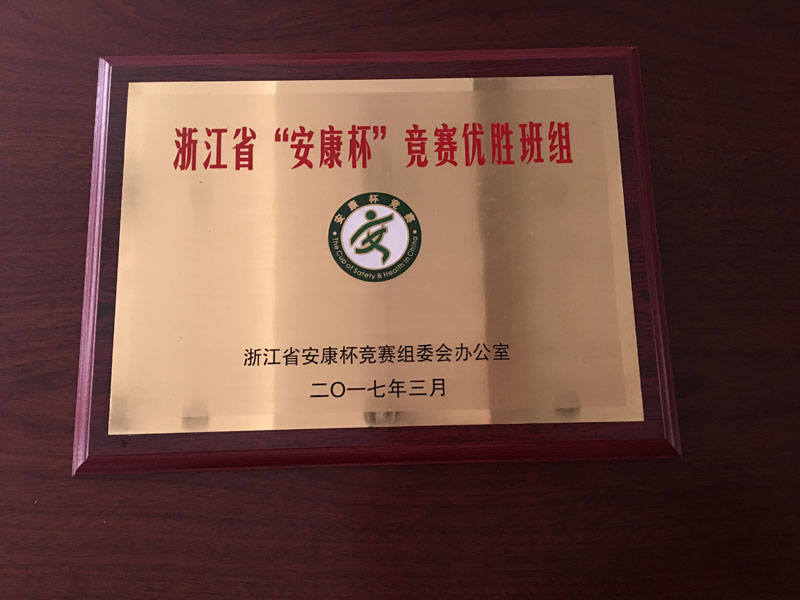 浙江省“安康杯”竞赛优胜班组
安康杯竞赛
The Cup of Safety & Health in China
浙江省安康杯竞赛组委会办公室
二〇一七年三月